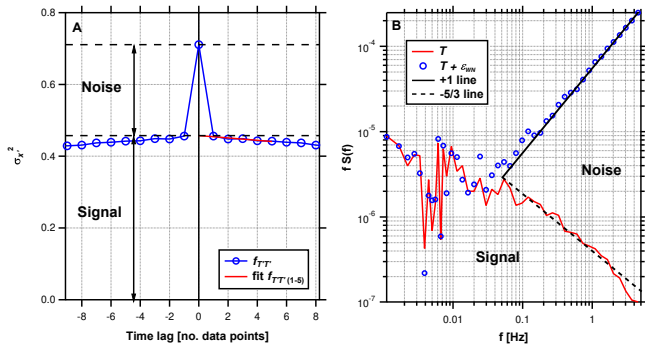 A
0.8
0.6
0.4
0.2
0.0
σx'²
Noise
Signal
fT'T'
fit fT'T' (1-5)
-8 -6 -4 -2 0 2 4 6 8
Time lag [no. data points]
B
10⁻⁴
10⁻⁵
10⁻⁶
10⁻⁷
f S(f)
T
T + εWN
+1 line
-5/3 line
Noise
Signal
0.01 0.1 1
f [Hz]